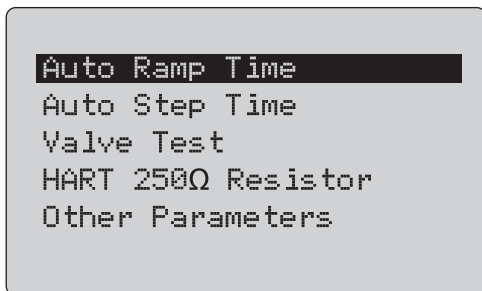 Auto Ramp Time
Auto Step Time
Valve Test
HART 250Ω Resistor
Other Parameters